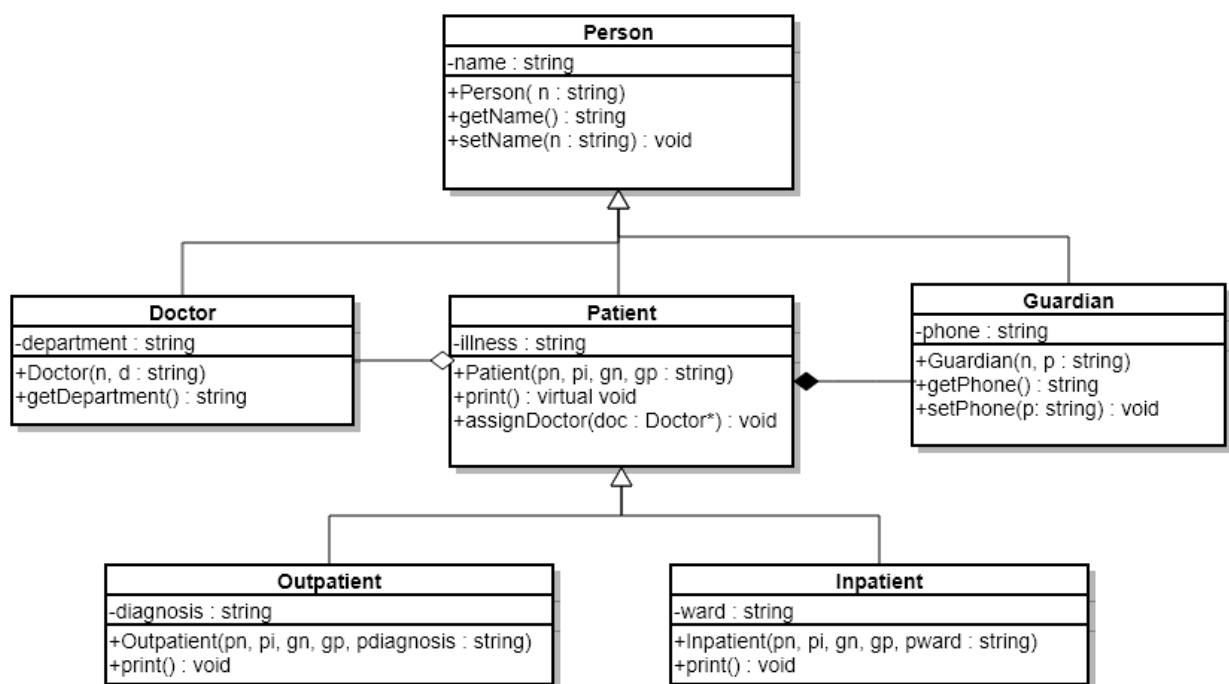 Person
-name : string
+Person( n : string)
+getName() : string
+setName(n : string) : void
Doctor
-department : string
+Doctor(n, d : string)
+getDepartment() : string
Patient
-illness : string
+Patient(pn, pi, gn, gp : string)
+print() : virtual void
+assignDoctor(doc : Doctor*) : void
Guardian
-phone : string
+Guardian(n, p : string)
+getPhone() : string
+setPhone(p: string) : void
Outpatient
-diagnosis : string
+Outpatient(pn, pi, gn, gp, pdiagnosis : string)
+print() : void
Inpatient
-ward : string
+Inpatient(pn, pi, gn, gp, pward : string)
+print() : void